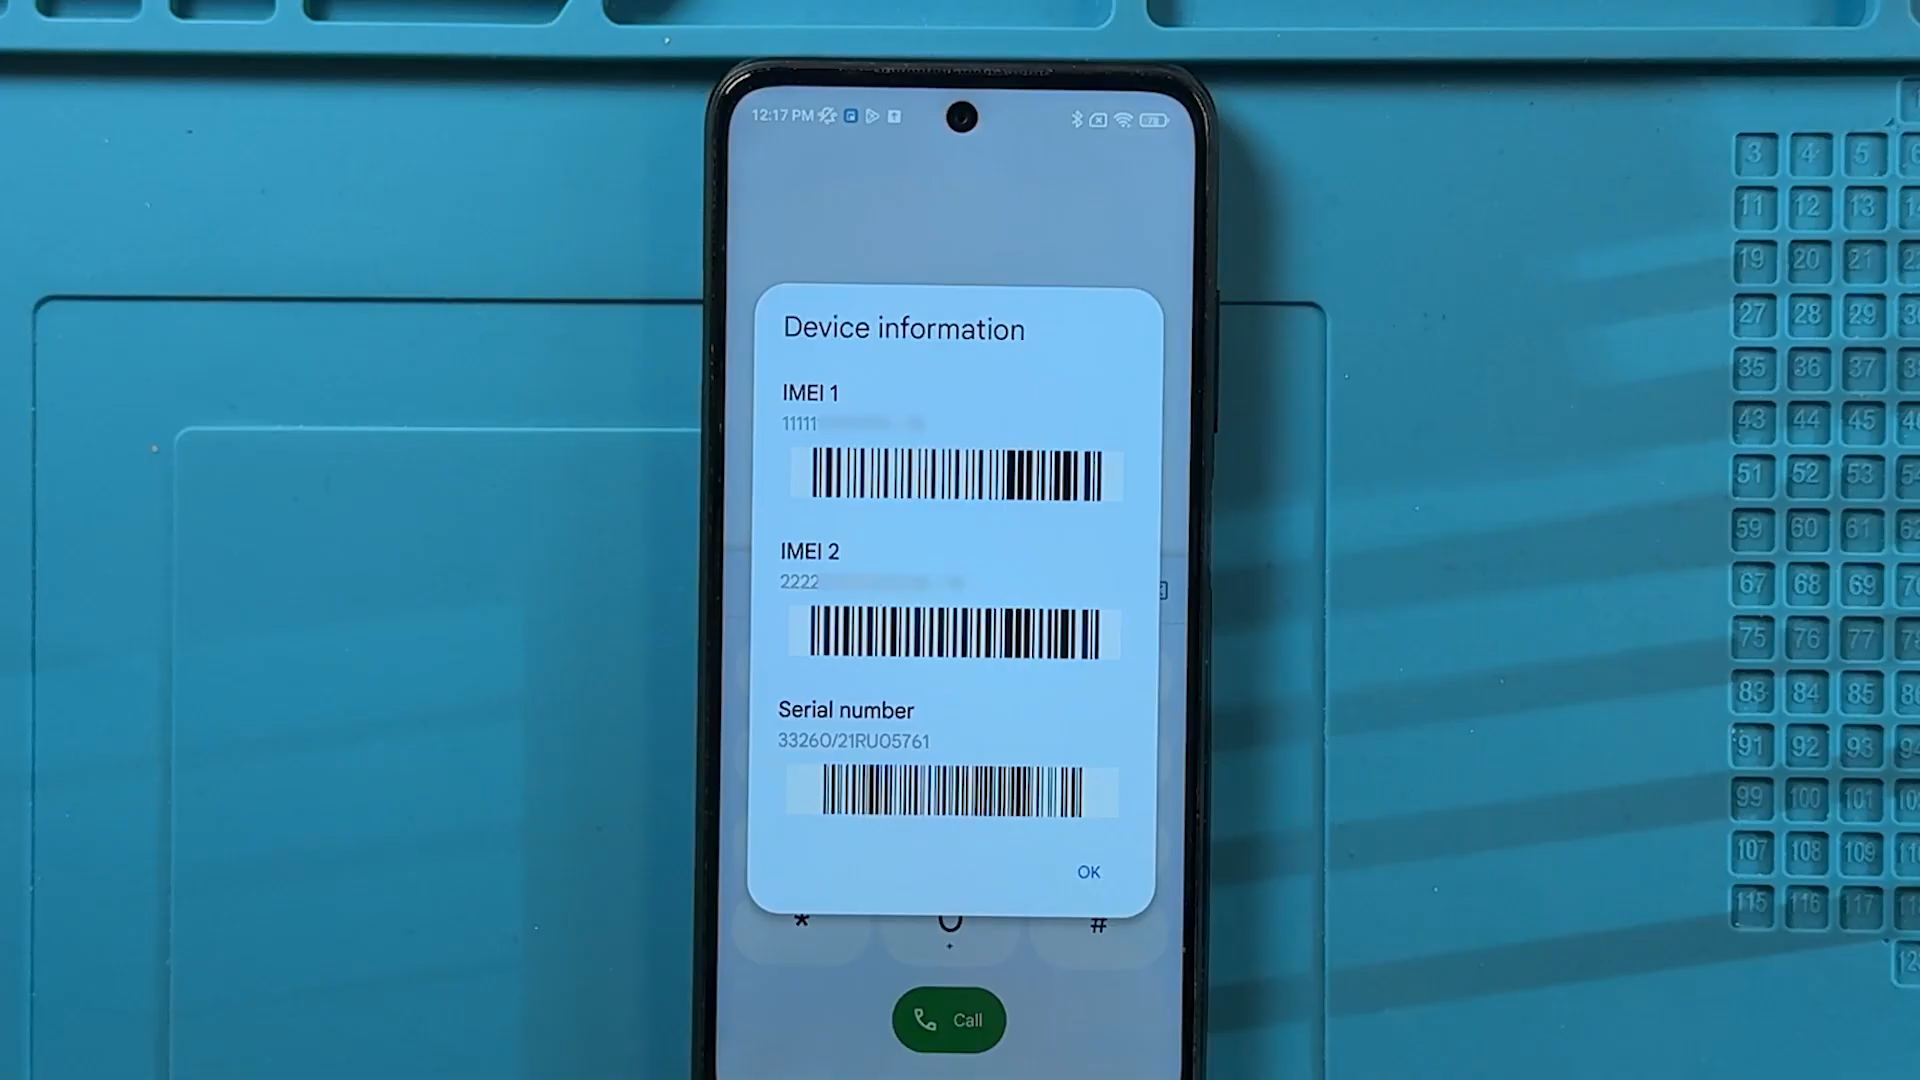 12:17 PM
78
Device information
IMEI 1
11111
IMEI 2
2222
Serial number
33260/21RU05761
OK
* 0 #
+
Call
3 4 5
11 12 13
19 20 21
27 28 29
35 36 37
43 44 45
51 52 53
59 60 61
67 68 69
75 76 77
83 84 85
91 92 93
99 100 101
107 108 109
115 116 117